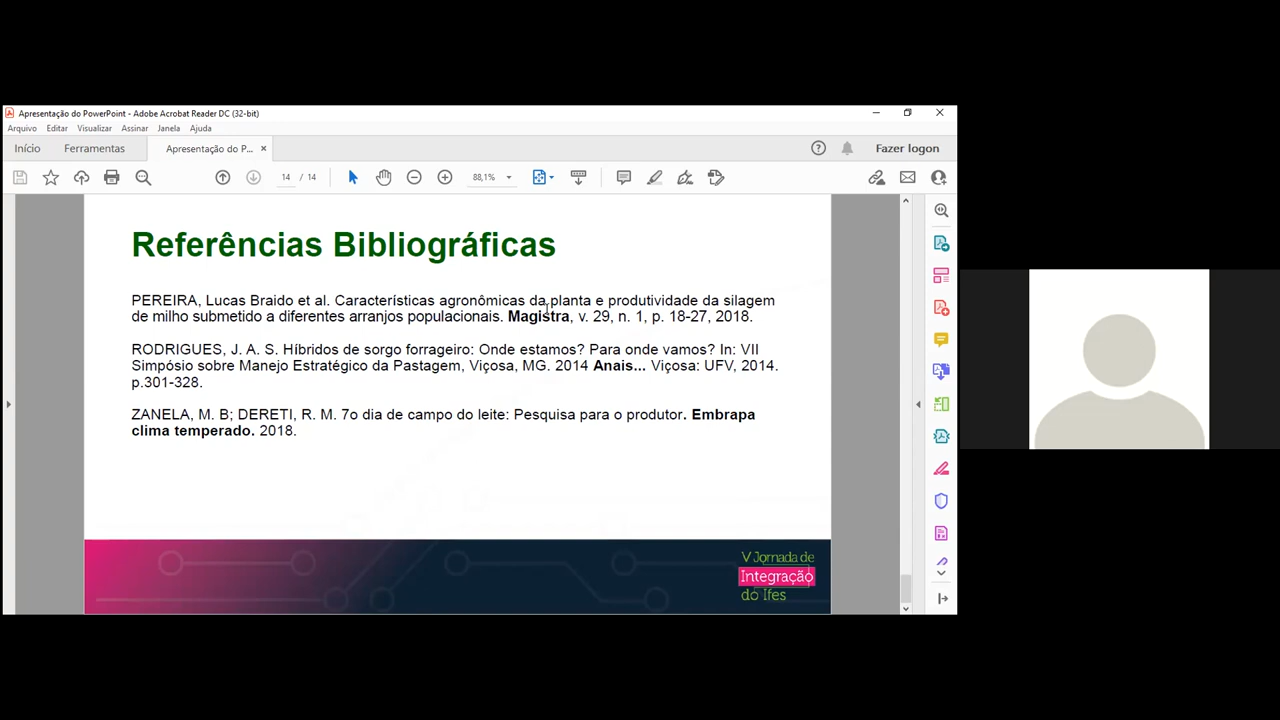 Apresentação do PowerPoint - Adobe Acrobat Reader DC (32-bit)
Arquivo Editar Visualizar Assinar Janela Ajuda
Início Ferramentas Apresentação do P... Fazer logon
14 / 14 88,1%
Referências Bibliográficas
PEREIRA, Lucas Braido et al. Características agronômicas da planta e produtividade da silagem
de milho submetido a diferentes arranjos populacionais. Magistra, v. 29, n. 1, p. 18-27, 2018.
RODRIGUES, J. A. S. Híbridos de sorgo forrageiro: Onde estamos? Para onde vamos? In: VII
Simpósio sobre Manejo Estratégico da Pastagem, Viçosa, MG. 2014 Anais... Viçosa: UFV, 2014.
p.301-328.
ZANELA, M. B; DERETI, R. M. 7o dia de campo do leite: Pesquisa para o produtor. Embrapa
clima temperado. 2018.
V Jornada de
Integração
do Ifes